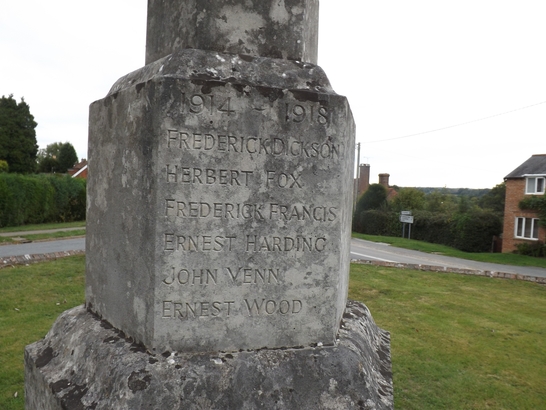 1914 - 1918
FREDERICK DICKSON
HERBERT FOX
FREDERICK FRANCIS
ERNEST HARDING
JOHN VENN
ERNEST WOOD